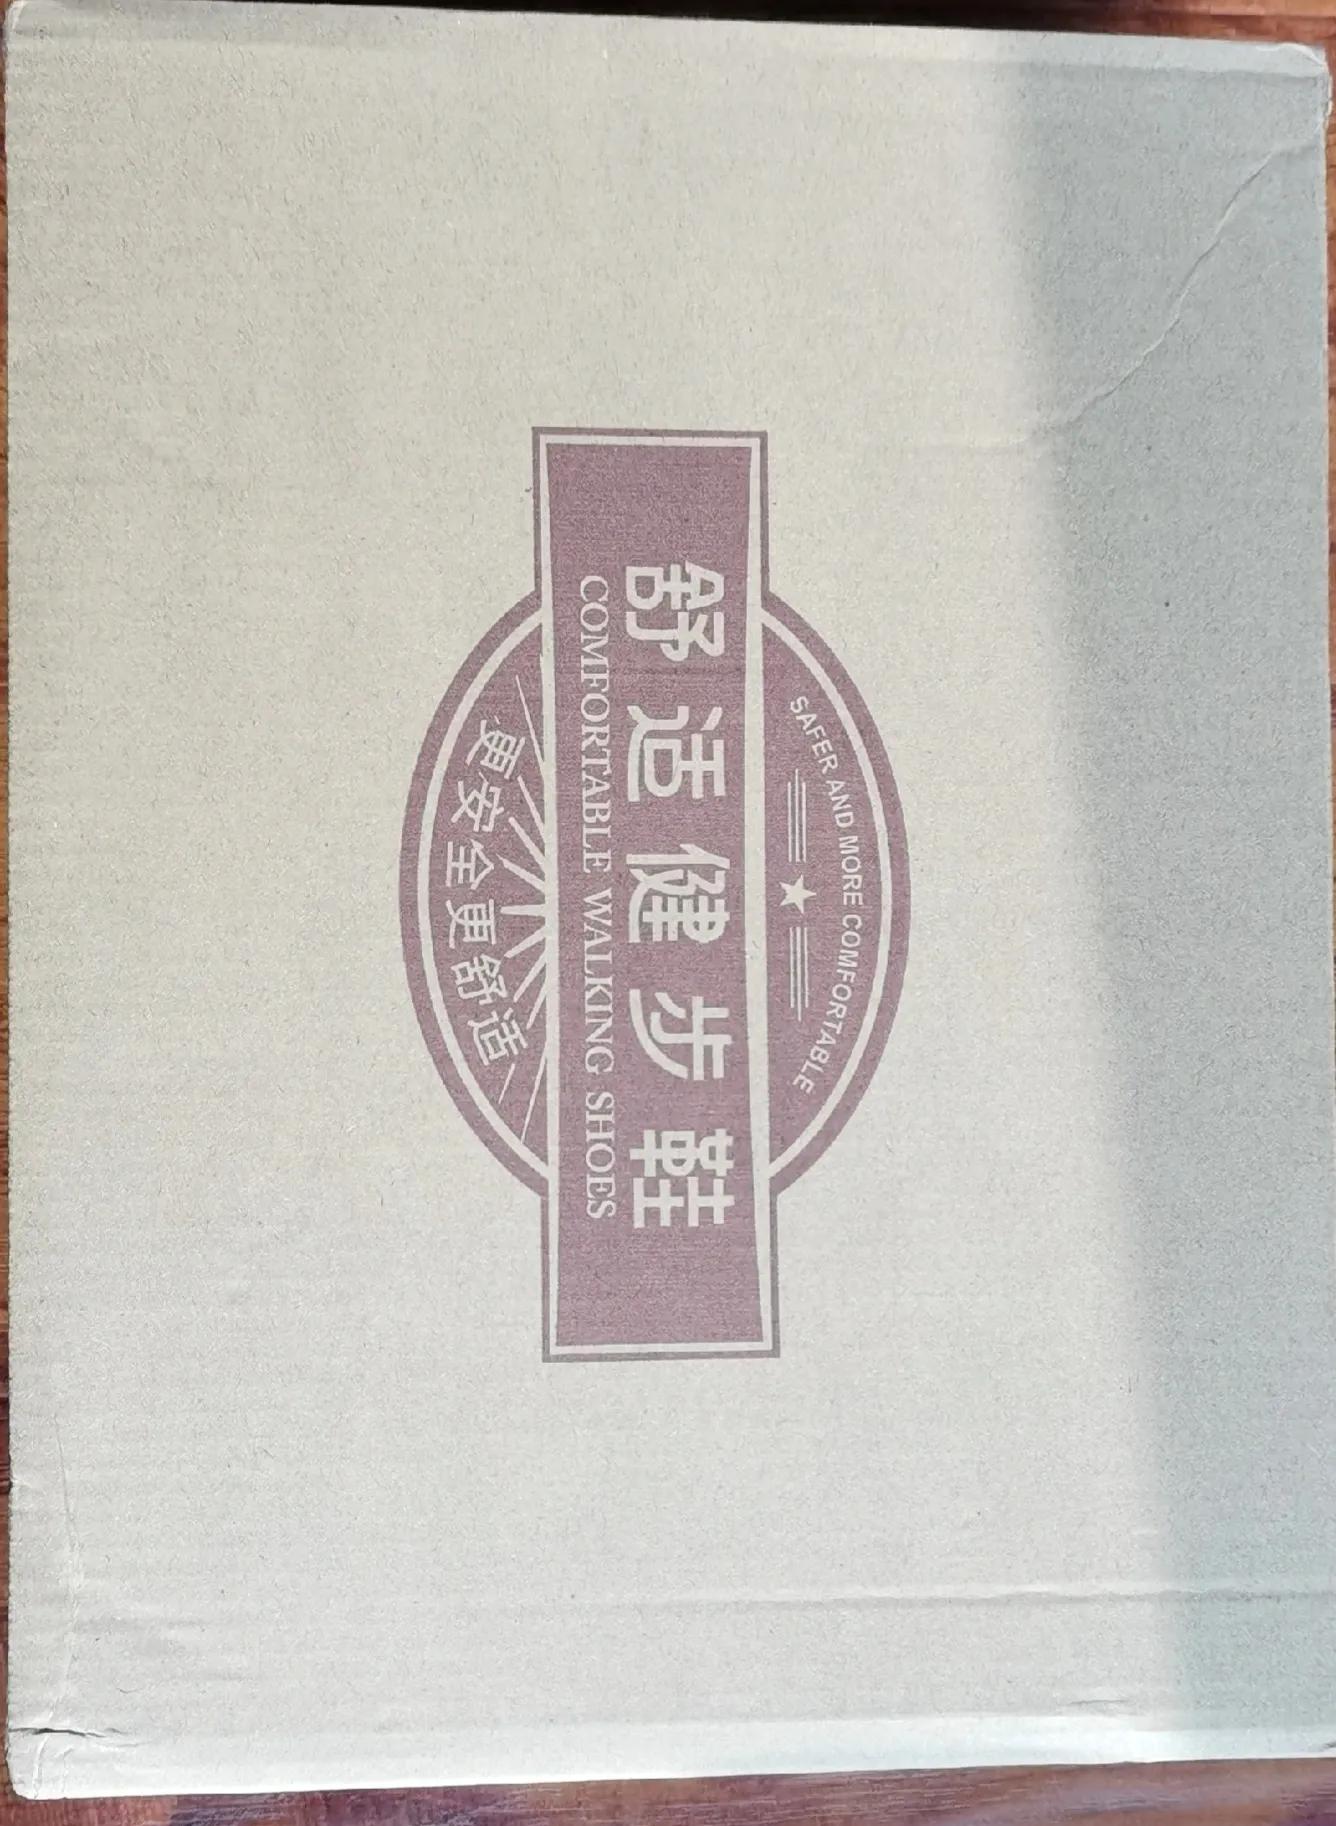 SAFER AND MORE COMFORTABLE
舒适健步鞋
COMFORTABLE WALKING SHOES
更安全更舒适